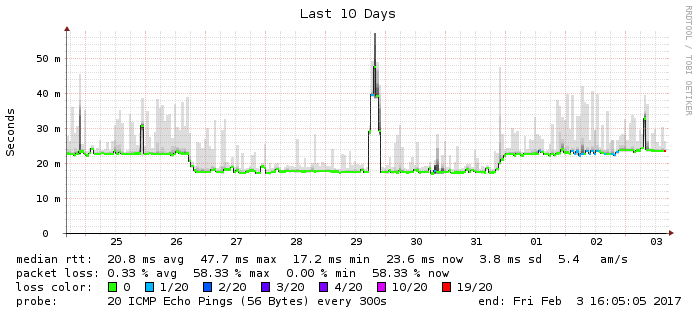 Last 10 Days
RRDTOOL / TOBI OETIKER
Seconds
50 m
40 m
30 m
20 m
10 m
0
25 26 27 28 29 30 31 01 02 03
median rtt: 20.8 ms avg 47.7 ms max 17.2 ms min 23.6 ms now 3.8 ms sd 5.4 am/s
packet loss: 0.33 % avg 58.33 % max 0.00 % min 58.33 % now
loss color: 0 1/20 2/20 3/20 4/20 10/20 19/20
probe: 20 ICMP Echo Pings (56 Bytes) every 300s end: Fri Feb 3 16:05:05 2017